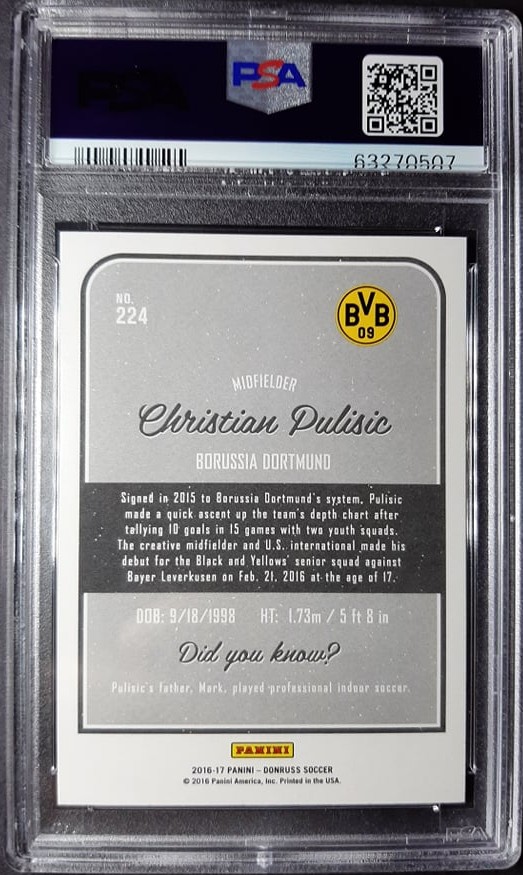 PSA
63270507
NO.
224
BVB
09
MIDFIELDER
Christian Pulisic
BORUSSIA DORTMUND
Signed in 2015 to Borussia Dortmund's system, Pulisic
made a quick ascent up the team's depth chart after
tallying 10 goals in 15 games with two youth squads.
The creative midfielder and U.S. international made his
debut for the Black and Yellows' senior squad against
Bayer Leverkusen on Feb. 21, 2016 at the age of 17.
DOB: 9/18/1998 HT: 1.73m / 5 ft 8 in
Did you know?
Pulisic's father, Mark, played professional indoor soccer.
PANINI
2016-17 PANINI – DONRUSS SOCCER
© 2016 Panini America, Inc. Printed in the USA.
PSA